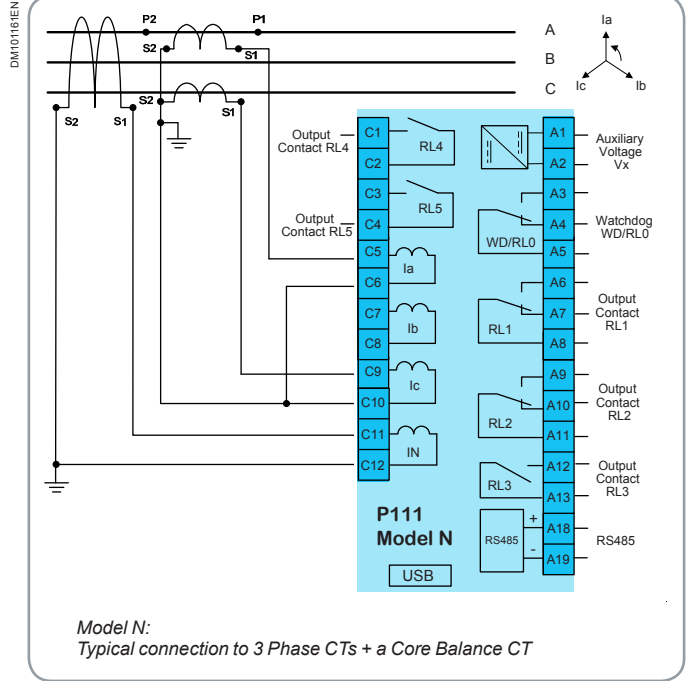 DM101161EN
P2 P1
A
S2 S1
B
S2 S1
C
S2 S1
Ia
Ic Ib
Output
Contact RL4
C1
C2
RL4
C3
Output
Contact RL5
C4
RL5
C5
C6
Ia
C7
C8
Ib
C9
C10
Ic
C11
C12
IN
A1
A2
Auxiliary
Voltage
Vx
A3
A4
A5
WD/RL0
Watchdog
WD/RL0
A6
A7
A8
RL1
Output
Contact
RL1
A9
A10
A11
RL2
Output
Contact
RL2
A12
A13
RL3
Output
Contact
RL3
A18
A19
RS485
+
-
RS485
P111
Model N
USB
Model N:
Typical connection to 3 Phase CTs + a Core Balance CT